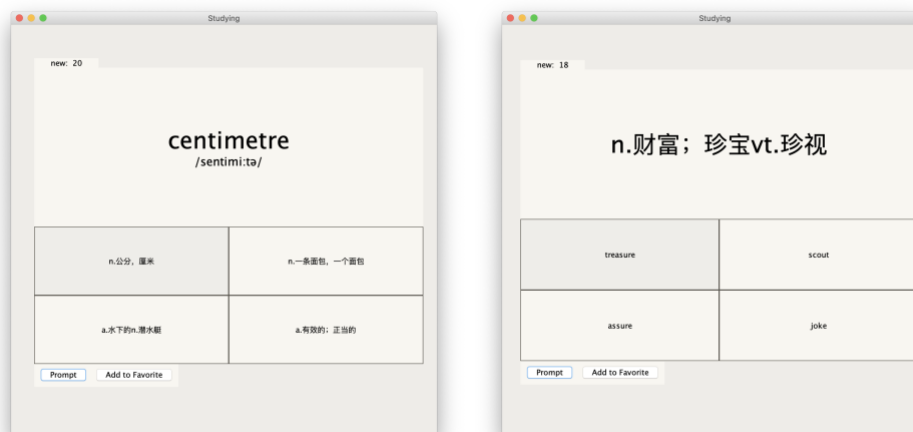 Studying
new: 20
centimetre
/sentimi:tə/
n.公分，厘米
n.一条面包，一个面包
a.水下的n.潜水艇
a.有效的；正当的
Prompt
Add to Favorite
Studying
new: 18
n.财富；珍宝vt.珍视
treasure
scout
assure
joke
Prompt
Add to Favorite